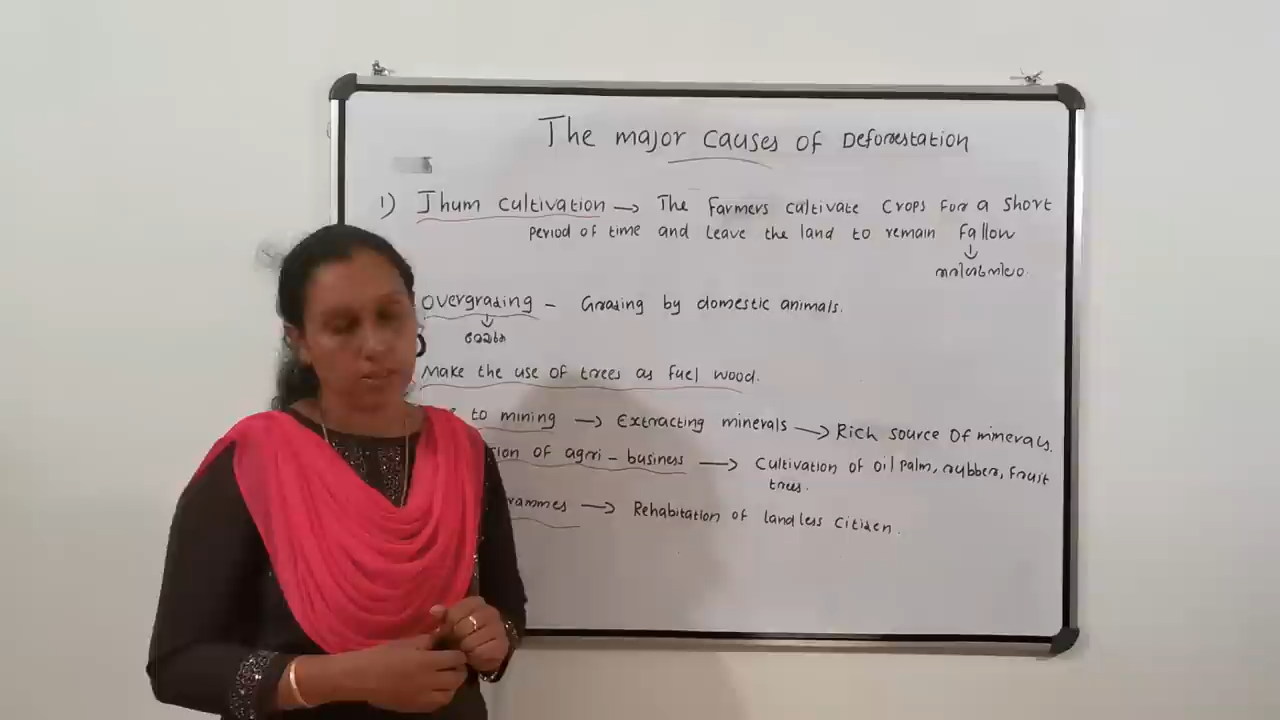 The major causes of Deforestation
1) Jhum cultivation → The Farmers cultivate Crops for a short
period of time and leave the land to remain fallow
↓
overgrazing - Grazing by domestic animals.
↓
Make the use of trees as fuel wood.
to mining → Extracting minerals → Rich source of minerals.
tion of agri-business → Cultivation of oil palm, rubber, fruit
trees.
rammes → Rehabitation of landless citizen.